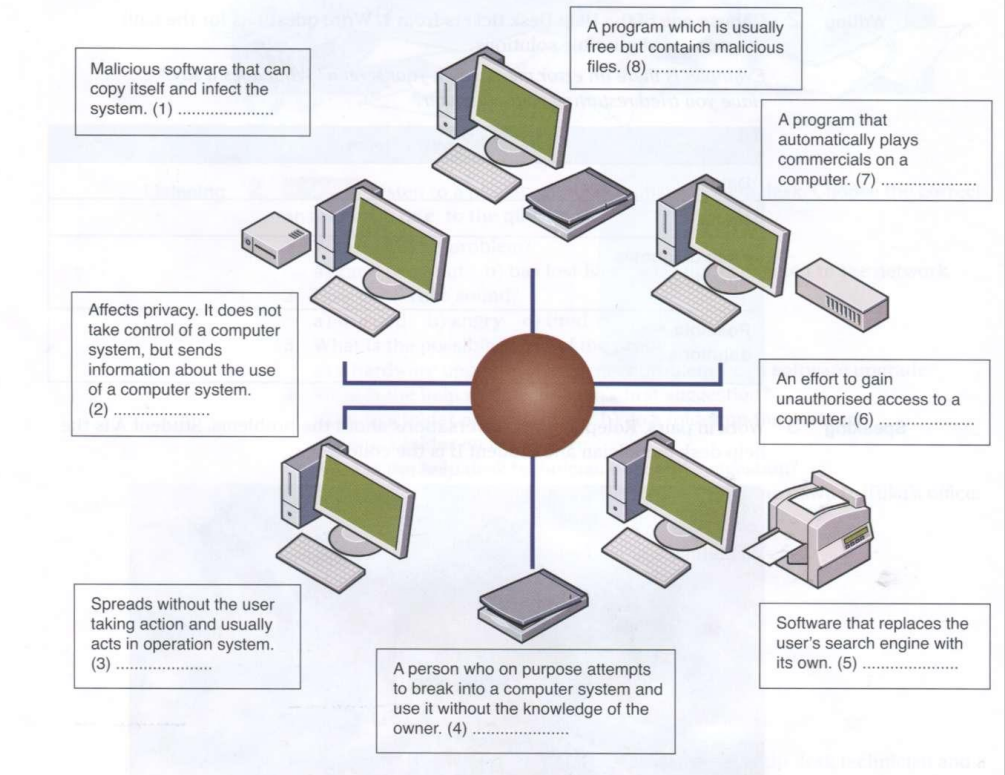 Malicious software that can
copy itself and infect the
system. (1) ......................
A program which is usually
free but contains malicious
files. (8) ......................
A program that
automatically plays
commercials on a
computer. (7) ......................
Affects privacy. It does not
take control of a computer
system, but sends
information about the use
of a computer system.
(2) ......................
An effort to gain
unauthorised access to a
computer. (6) ......................
Spreads without the user
taking action and usually
acts in operation system.
(3) ......................
A person who on purpose attempts
to break into a computer system and
use it without the knowledge of the
owner. (4) ......................
Software that replaces the
user's search engine with
its own. (5) ......................